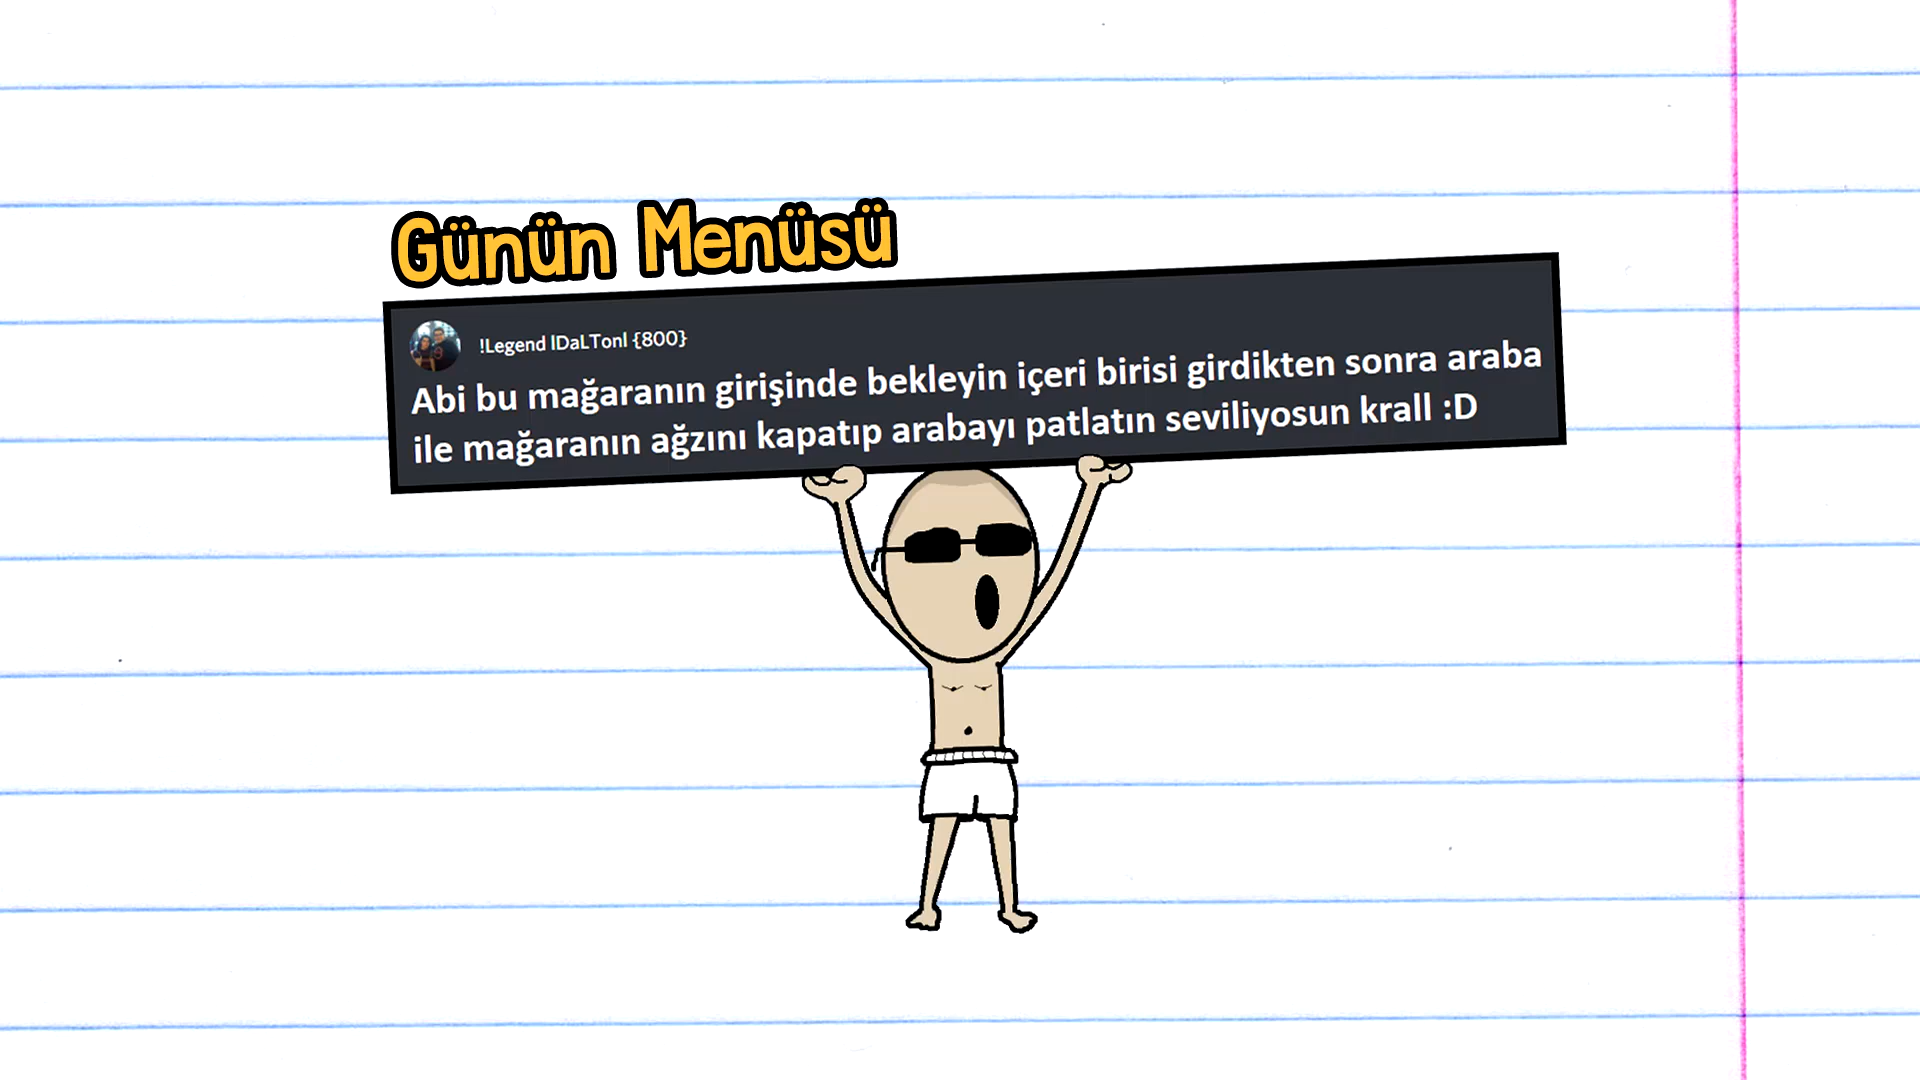 Günün Menüsü
!Legend lDaLTonl {800}
Abi bu mağaranın girişinde bekleyin içeri birisi girdikten sonra araba
ile mağaranın ağzını kapatıp arabayı patlatın seviliyosun krall :D